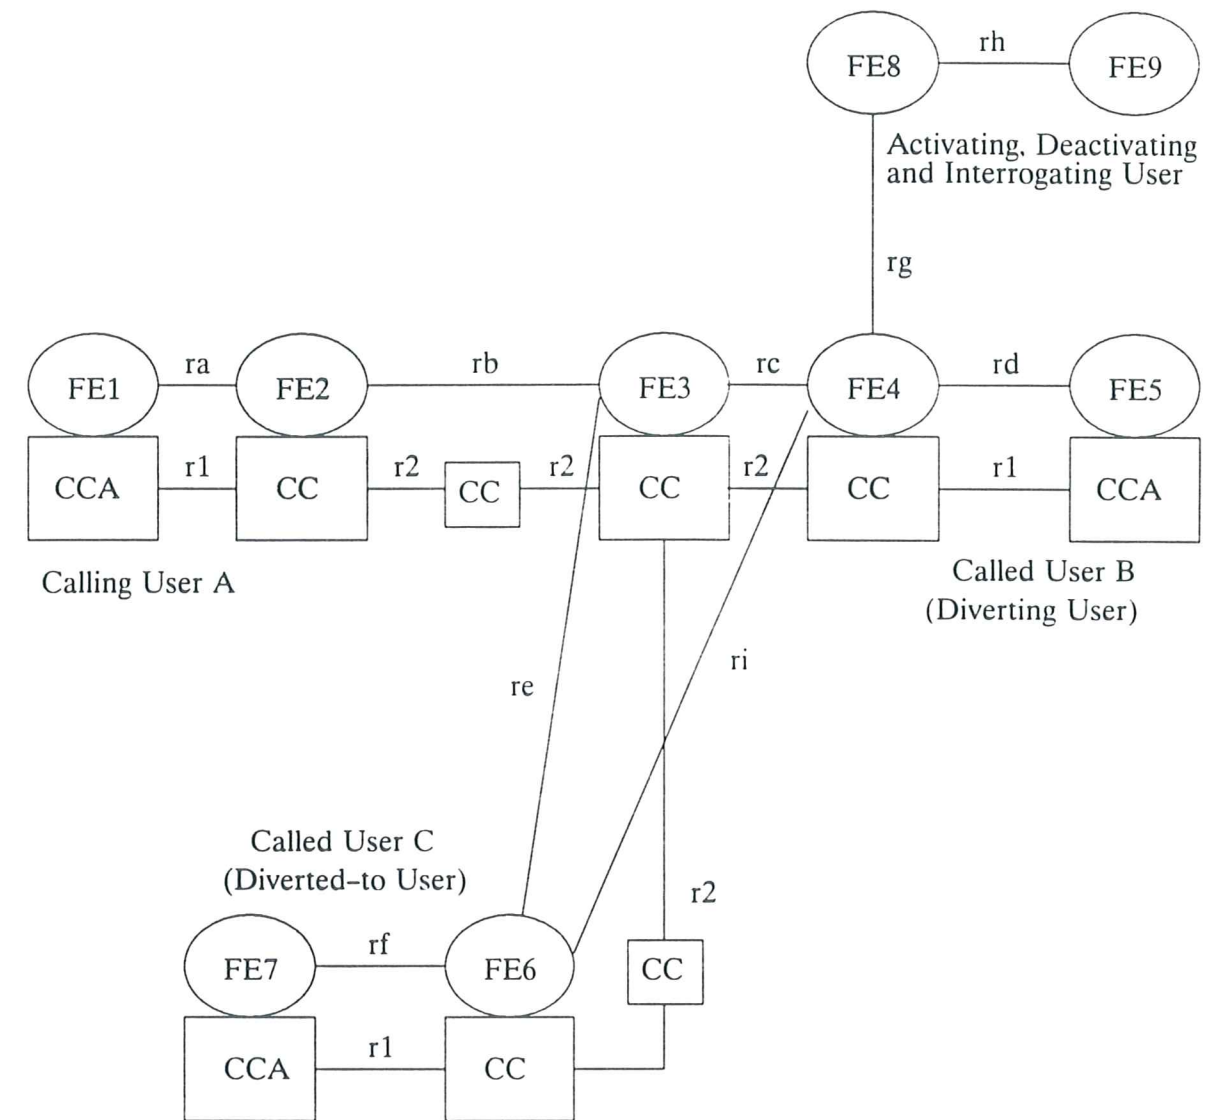 FE8
rh
FE9
Activating, Deactivating
and Interrogating User
rg
FE1
ra
FE2
rb
FE3
rc
FE4
rd
FE5
CCA
r1
CC
r2
CC
r2
CC
r2
CC
r1
CCA
Calling User A
Called User B
(Diverting User)
re
ri
Called User C
(Diverted-to User)
r2
FE7
rf
FE6
CC
CCA
r1
CC